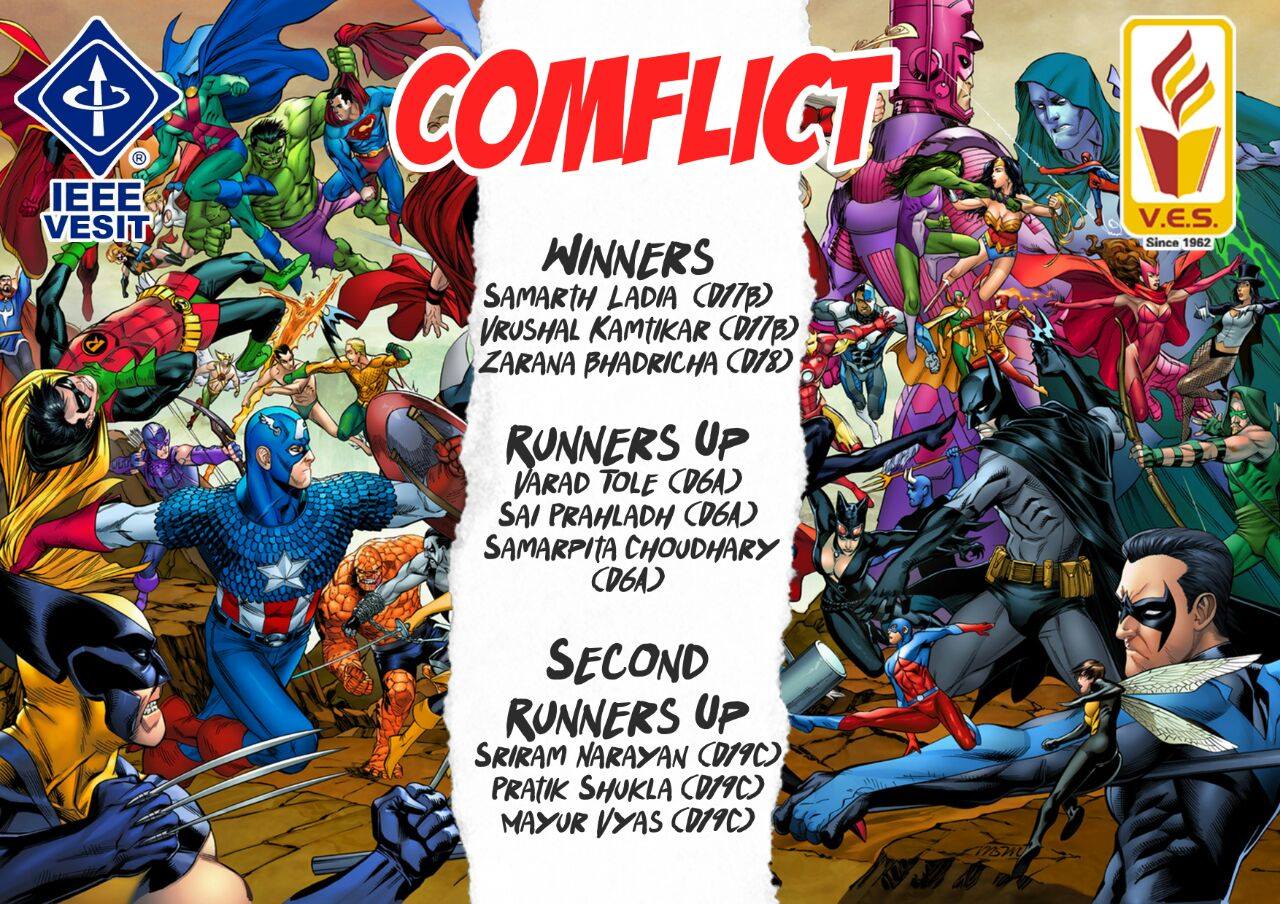 COMFLICT
IEEE
VESIT
®
V.E.S.
Since 1962
WINNERS
SAMARTH LADIA (D17B)
VRUSHAL KAMTIKAR (D17B)
ZARANA BHADRICHA (D18)
RUNNERS UP
VARAD TOLE (D6A)
SAI PRAHLADH (D6A)
SAMARPITA CHOUDHARY
(D6A)
SECOND
RUNNERS UP
SRIRAM NARAYAN (D19C)
PRATIK SHUKLA (D19C)
MAYUR VYAS (D19C)